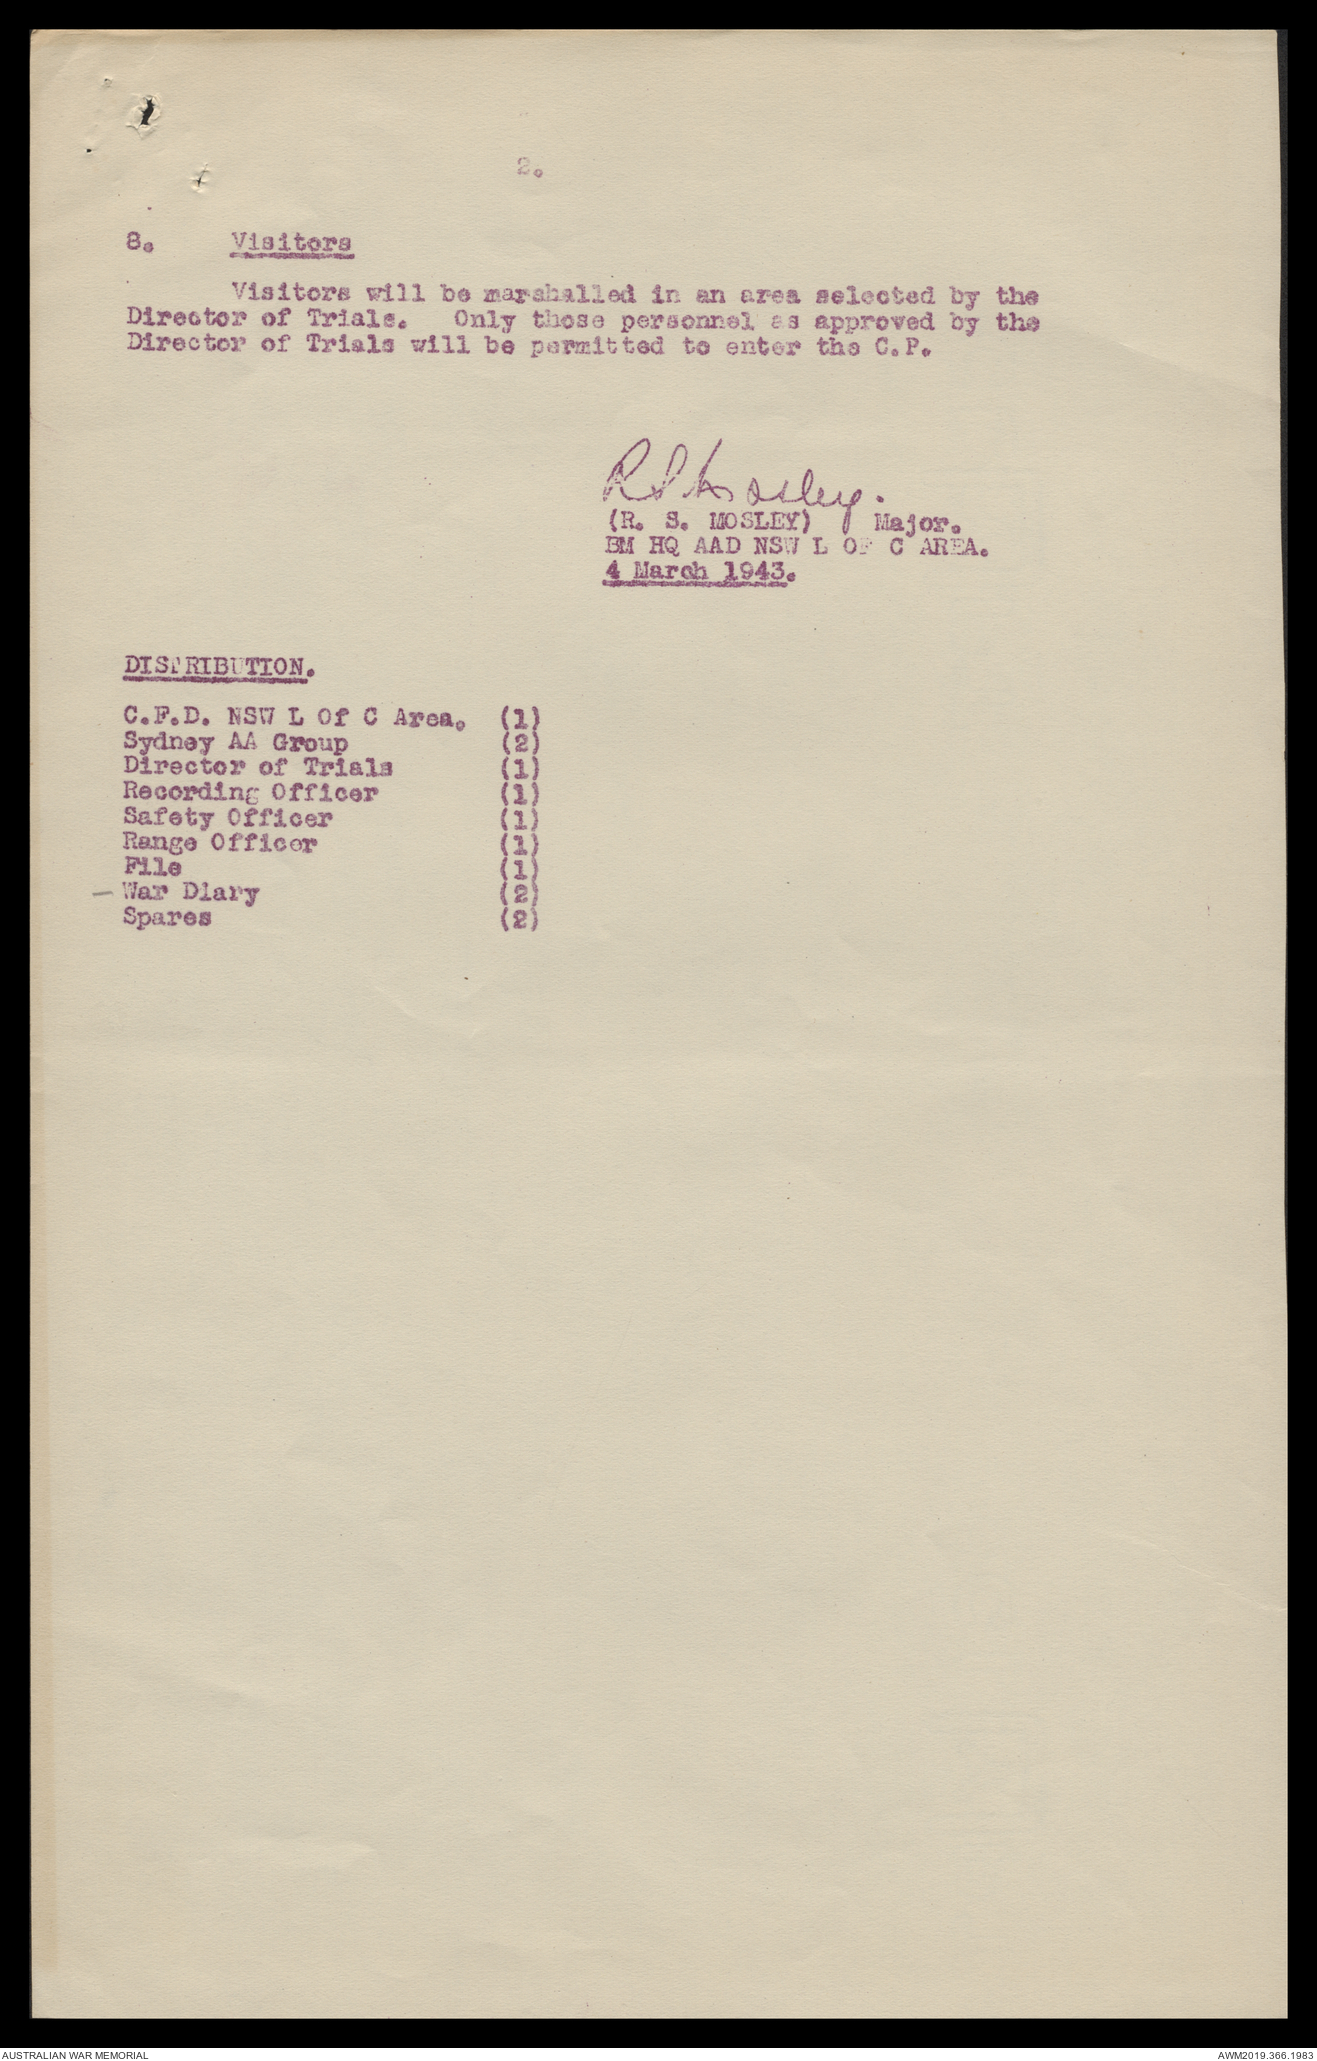 2.
8. Visitors
Visitors will be marshalled in an area selected by the
Director of Trials. Only those personnel as approved by the
Director of Trials will be permitted to enter the C.P.
R S Mosley.
(R. S. MOSLEY) Major.
BM HQ AAD NSW L OF C AREA.
4 March 1943.
DISTRIBUTION.
C.F.D. NSW L Of C Area. (1)
Sydney AA Group (2)
Director of Trials (1)
Recording Officer (1)
Safety Officer (1)
Range Officer (1)
File (1)
- War Diary (2)
Spares (2)
AUSTRALIAN WAR MEMORIAL AWM2019.366.1983